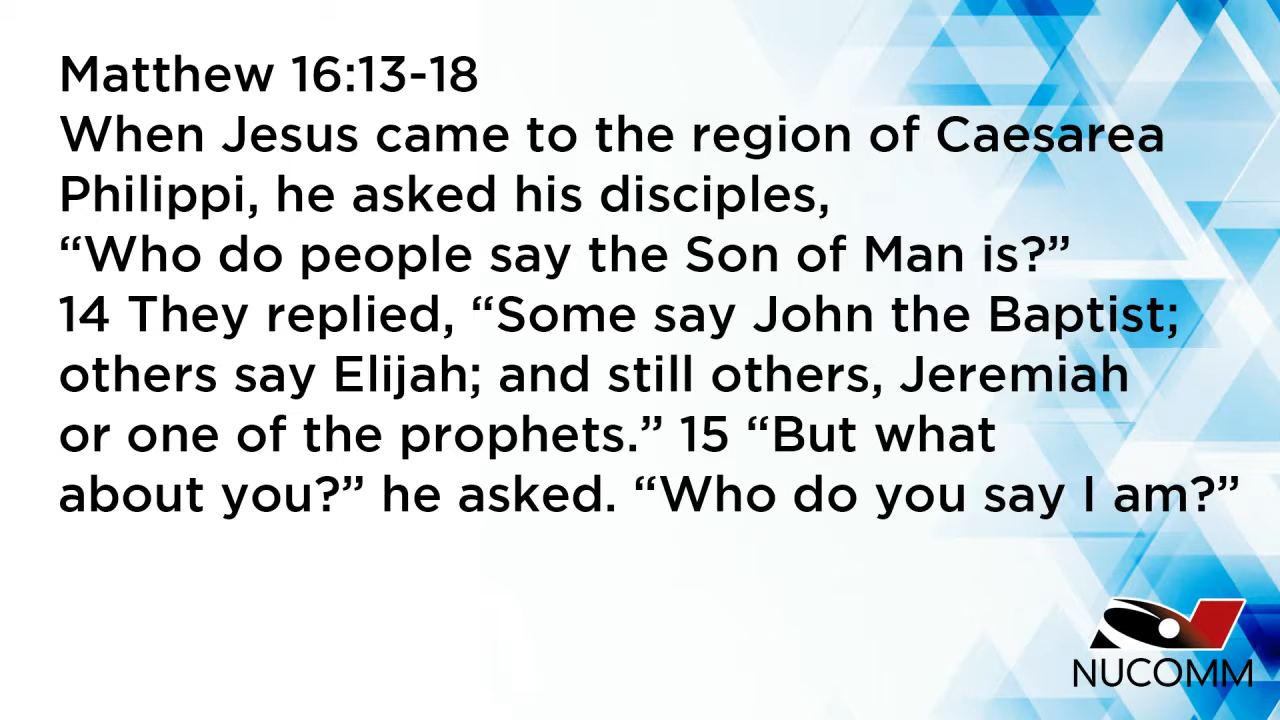 Matthew 16:13-18
When Jesus came to the region of Caesarea
Philippi, he asked his disciples,
“Who do people say the Son of Man is?”
14 They replied, “Some say John the Baptist;
others say Elijah; and still others, Jeremiah
or one of the prophets.” 15 “But what
about you?” he asked. “Who do you say I am?”
NUCOMM